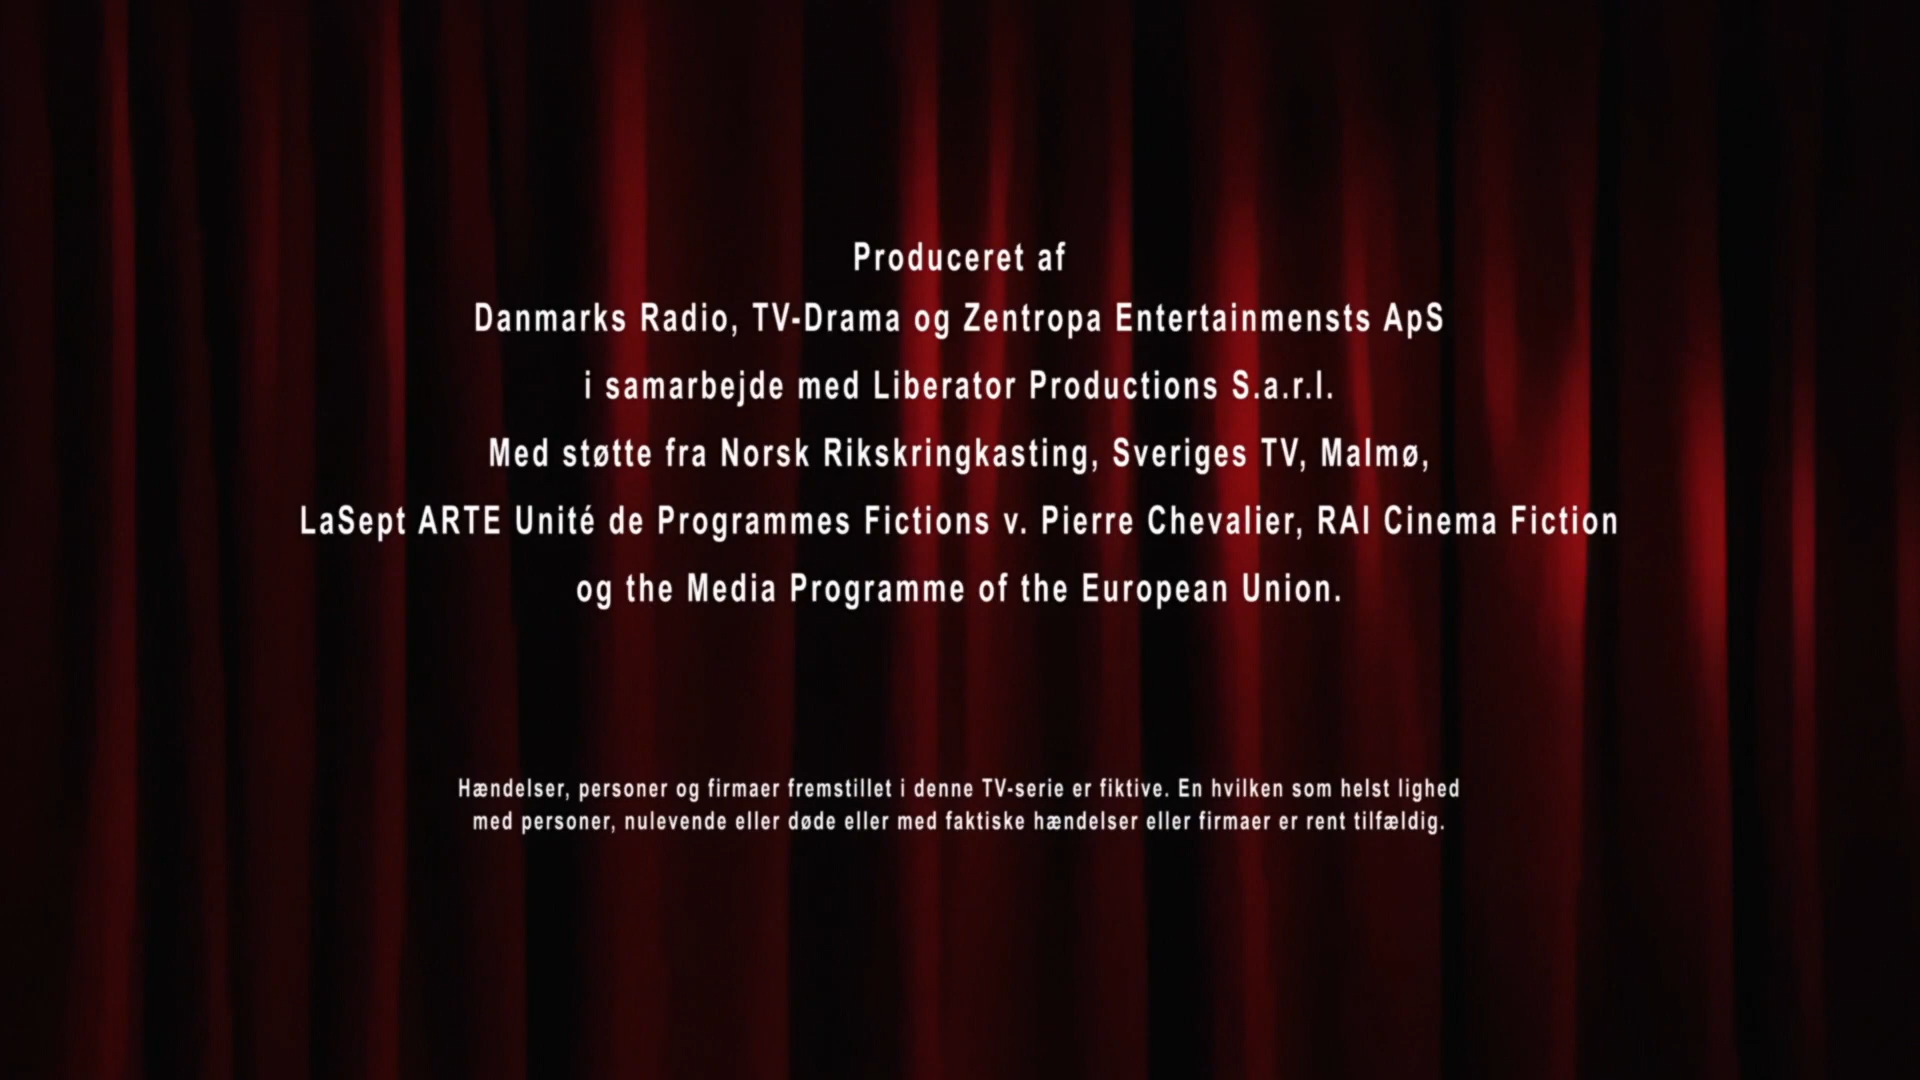 Produceret af
Danmarks Radio, TV-Drama og Zentropa Entertainmensts ApS
i samarbejde med Liberator Productions S.a.r.l.
Med støtte fra Norsk Rikskringkasting, Sveriges TV, Malmø,
LaSept ARTE Unité de Programmes Fictions v. Pierre Chevalier, RAI Cinema Fiction
og the Media Programme of the European Union.
Hændelser, personer og firmaer fremstillet i denne TV-serie er fiktive. En hvilken som helst lighed
med personer, nulevende eller døde eller med faktiske hændelser eller firmaer er rent tilfældig.